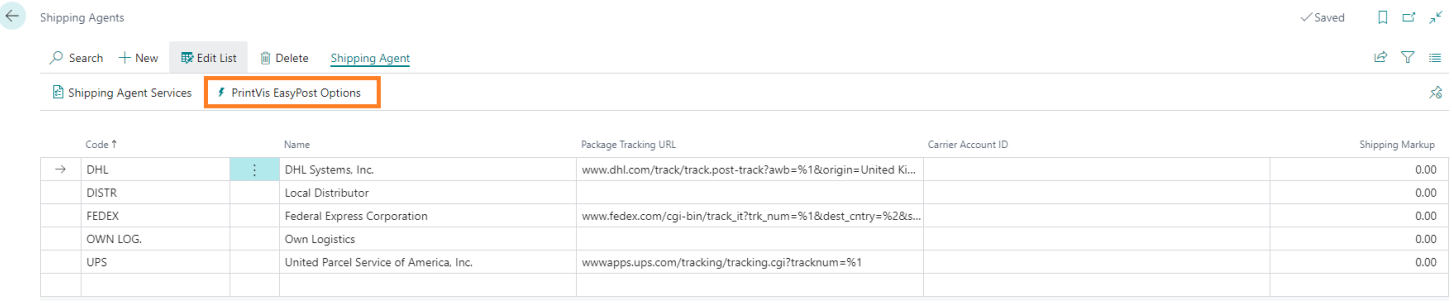 Shipping Agents
Saved
Search New Edit List Delete Shipping Agent
Shipping Agent Services PrintVis EasyPost Options
Code ↑ Name Package Tracking URL Carrier Account ID Shipping Markup
DHL DHL Systems, Inc. www.dhl.com/track/track.post-track?awb=%1&origin=United Ki... 0.00
DISTR Local Distributor 0.00
FEDEX Federal Express Corporation www.fedex.com/cgi-bin/track_it?trk_num=%1&dest_cntry=%2&s... 0.00
OWN LOG. Own Logistics 0.00
UPS United Parcel Service of America, Inc. wwwapps.ups.com/tracking/tracking.cgi?tracknum=%1 0.00